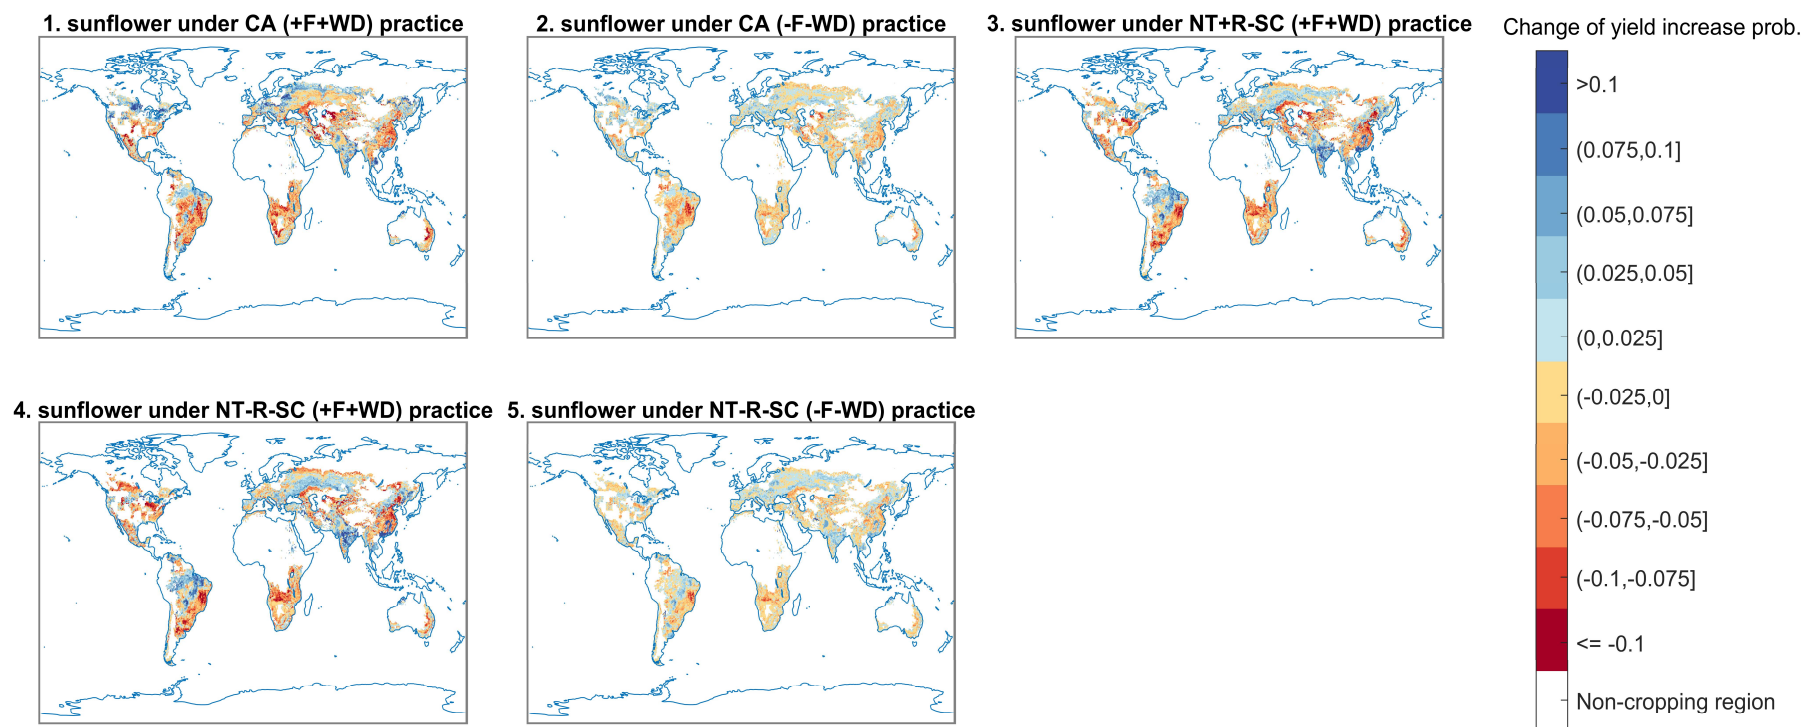 1. sunflower under CA (+F+WD) practice
2. sunflower under CA (-F-WD) practice
3. sunflower under NT+R-SC (+F+WD) practice
Change of yield increase prob.
>0.1
(0.075,0.1]
(0.05,0.075]
(0.025,0.05]
(0,0.025]
(-0.025,0]
(-0.05,-0.025]
(-0.075,-0.05]
(-0.1,-0.075]
<= -0.1
Non-cropping region
4. sunflower under NT-R-SC (+F+WD) practice
5. sunflower under NT-R-SC (-F-WD) practice